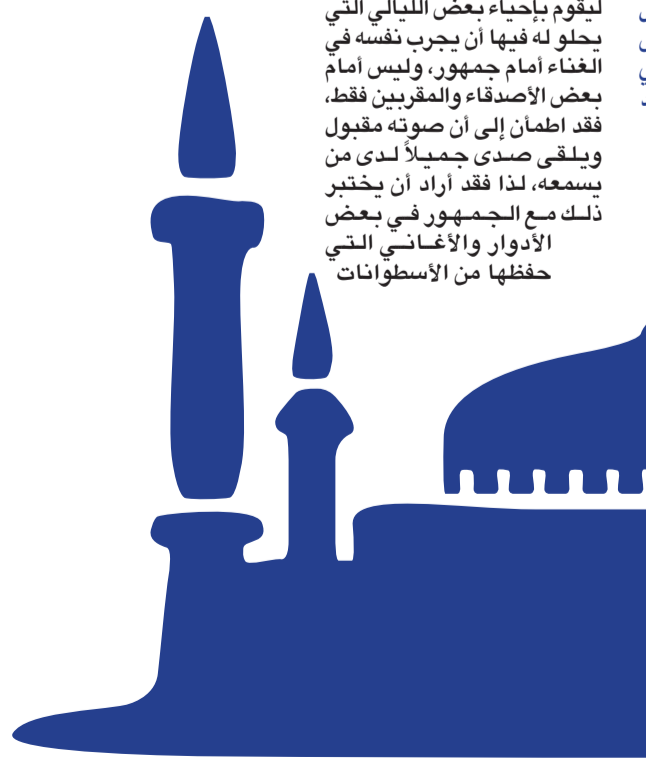 ليقوم بإحياء بعض الليالي التي
يحلو له فيها أن يجرب نفسه في
الغناء أمام جمهور، وليس أمام
بعض الأصدقاء والمقربين فقط،
فقد اطمأن إلى أن صوته مقبول
ويلقى صدى جميلاً لدى من
يسمعه، لذا فقد أراد أن يختبر
ذلك مع الجمهور في بعض
الأدوار والأغاني التي
حفظها من الأسطوانات